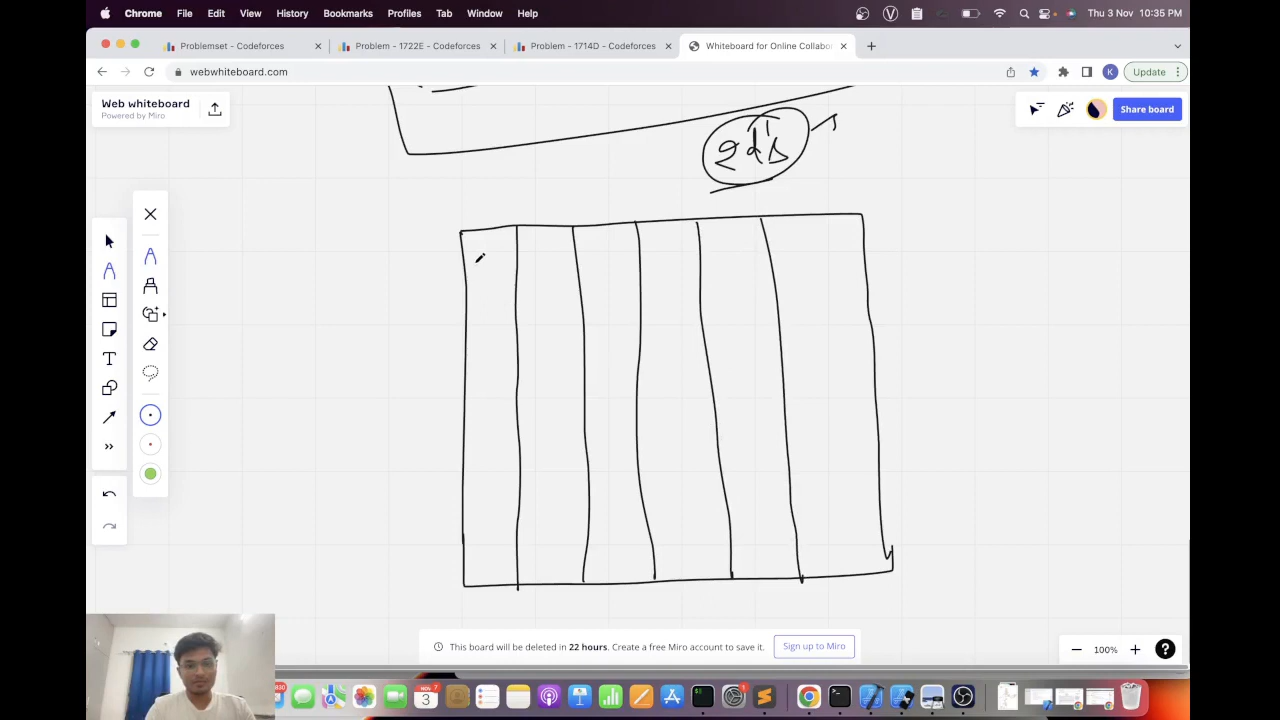 Chrome File Edit View History Bookmarks Profiles Tab Window Help
Thu 3 Nov 10:35 PM
Problemset - Codeforces
Problem - 1722E - Codeforces
Problem - 1714D - Codeforces
Whiteboard for Online Collabo
webwhiteboard.com
K
Update
Web whiteboard
Powered by Miro
Share board
T
This board will be deleted in 22 hours. Create a free Miro account to save it.
Sign up to Miro
100%
?
NOV
3